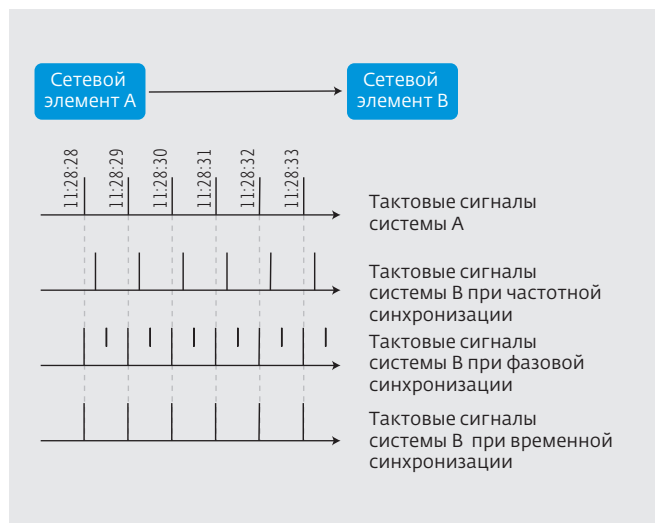 Сетевой
элемент А
Сетевой
элемент В
11:28:28
11:28:29
11:28:30
11:28:31
11:28:32
11:28:33
Тактовые сигналы
системы А
Тактовые сигналы
системы В при частотной
синхронизации
Тактовые сигналы
системы В при фазовой
синхронизации
Тактовые сигналы
системы В при временной
синхронизации